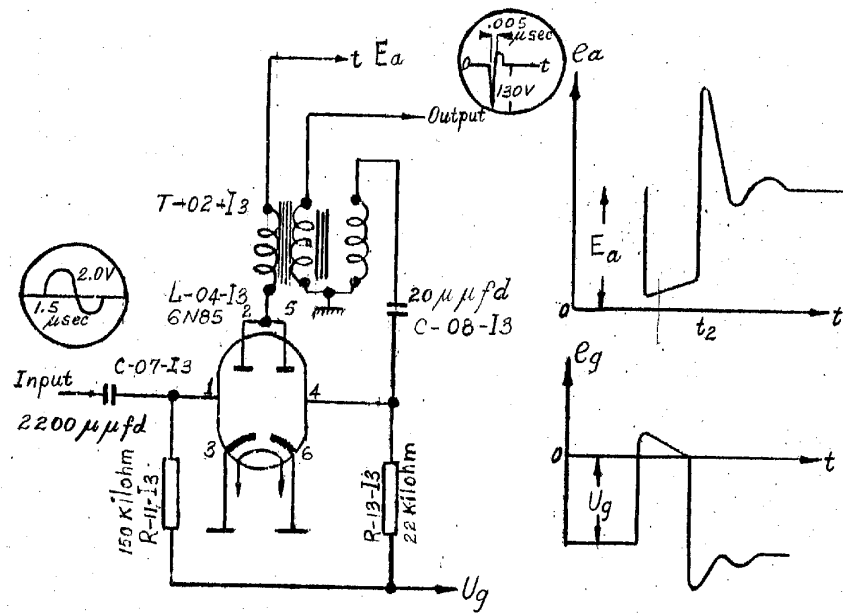 t Ea
.005
μsec
0
t
130V
Output
T-02-I3
2.0V
1.5
μsec
L-04-I3
6N85
2
5
20 μμfd
C-08-I3
C-07-I3
Input
2200 μμfd
1
4
3
6
150 Kilohm
R-11-I3
R-13-I3
22 Kilohm
Ug
ea
Ea
0
t2
t
eg
0
t
Ug